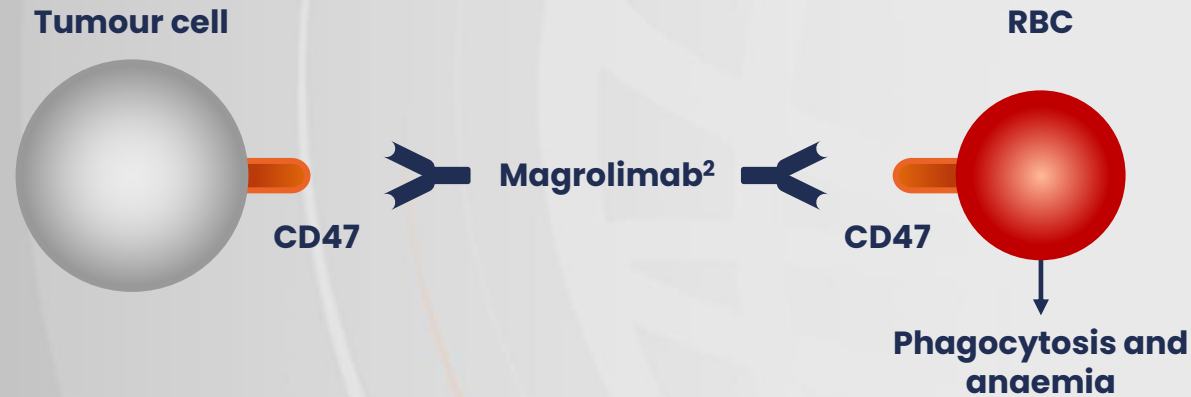 Tumour cell
RBC
Magrolimab²
CD47
CD47
Phagocytosis and
anaemia